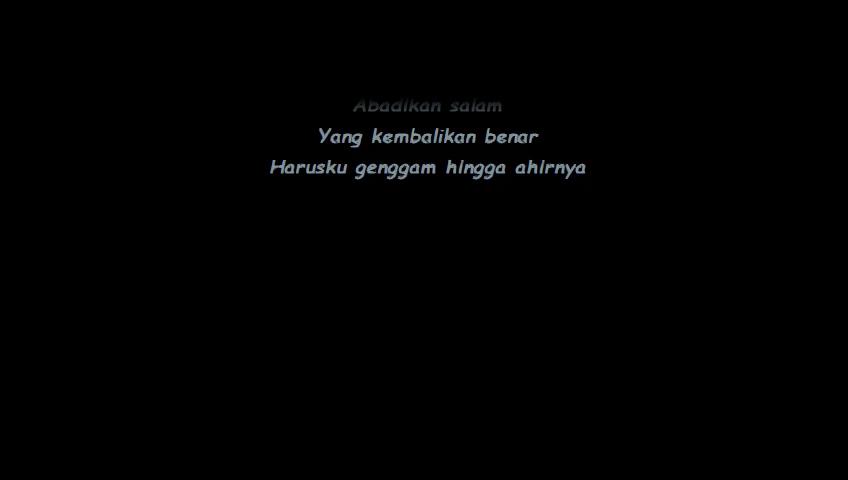 Abadikan salam
Yang kembalikan benar
Harusku genggam hingga ahirnya